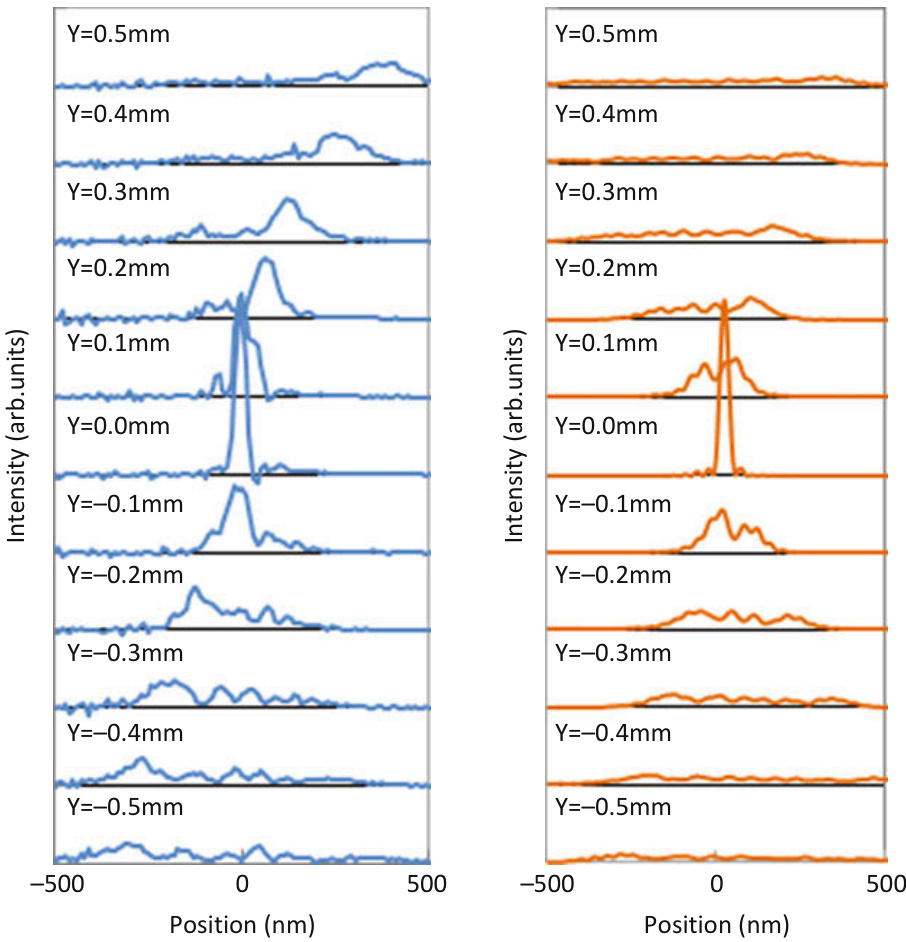 Y=0.5mm
Y=0.4mm
Y=0.3mm
Y=0.2mm
Y=0.1mm
Y=0.0mm
Y=–0.1mm
Y=–0.2mm
Y=–0.3mm
Y=–0.4mm
Y=–0.5mm
Intensity (arb.units)
–500 0 500
Position (nm)
Y=0.5mm
Y=0.4mm
Y=0.3mm
Y=0.2mm
Y=0.1mm
Y=0.0mm
Y=–0.1mm
Y=–0.2mm
Y=–0.3mm
Y=–0.4mm
Y=–0.5mm
Intensity (arb.units)
–500 0 500
Position (nm)